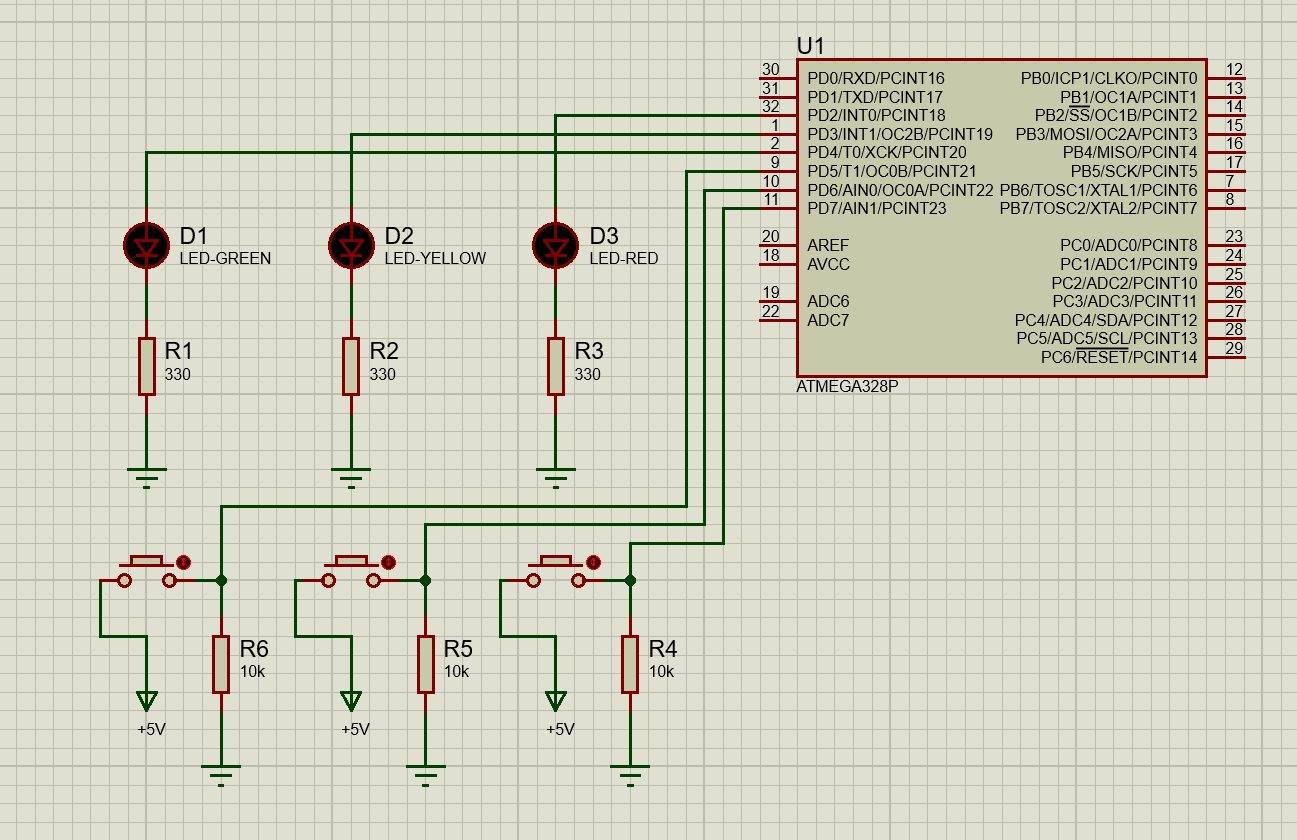 U1
30 PD0/RXD/PCINT16 PB0/ICP1/CLKO/PCINT0 12
31 PD1/TXD/PCINT17 PB1/OC1A/PCINT1 13
32 PD2/INT0/PCINT18 PB2/SS/OC1B/PCINT2 14
1 PD3/INT1/OC2B/PCINT19 PB3/MOSI/OC2A/PCINT3 15
2 PD4/T0/XCK/PCINT20 PB4/MISO/PCINT4 16
9 PD5/T1/OC0B/PCINT21 PB5/SCK/PCINT5 17
10 PD6/AIN0/OC0A/PCINT22 PB6/TOSC1/XTAL1/PCINT6 7
11 PD7/AIN1/PCINT23 PB7/TOSC2/XTAL2/PCINT7 8
20 AREF PC0/ADC0/PCINT8 23
18 AVCC PC1/ADC1/PCINT9 24
PC2/ADC2/PCINT10 25
19 ADC6 PC3/ADC3/PCINT11 26
22 ADC7 PC4/ADC4/SDA/PCINT12 27
PC5/ADC5/SCL/PCINT13 28
PC6/RESET/PCINT14 29
ATMEGA328P
D1
LED-GREEN
D2
LED-YELLOW
D3
LED-RED
R1
330
R2
330
R3
330
R6
10k
R5
10k
R4
10k
+5V
+5V
+5V